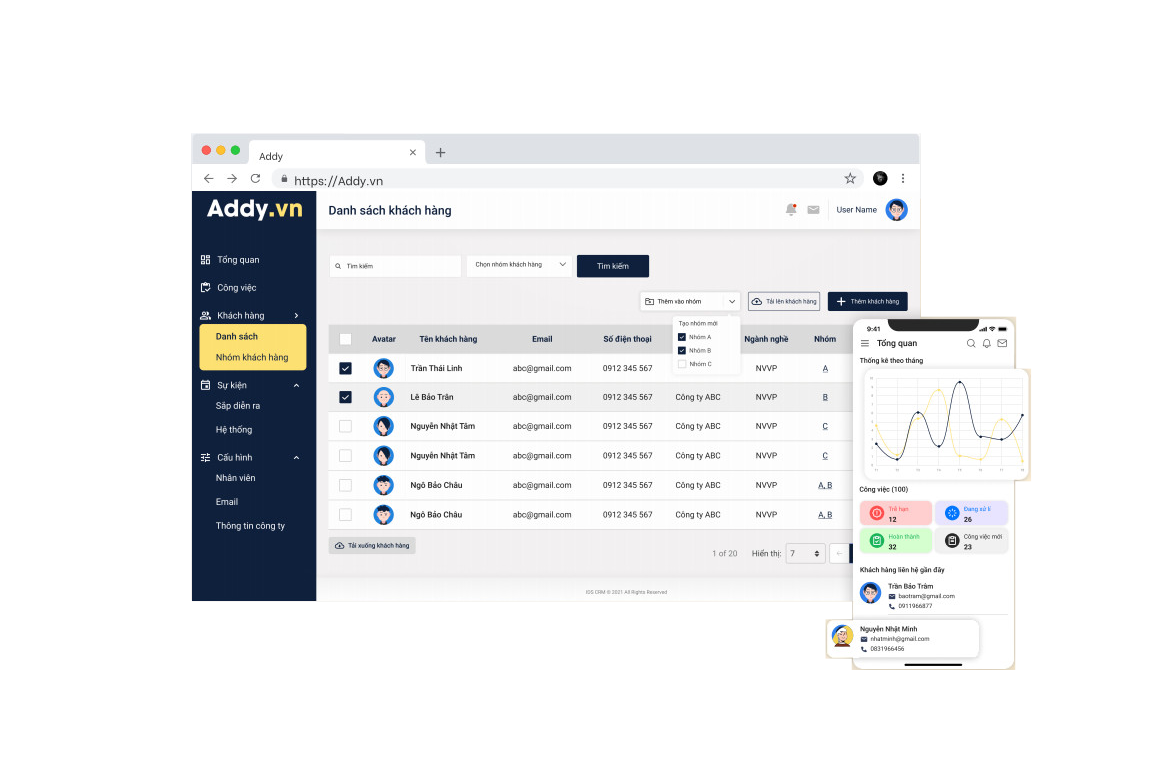 Addy
https://Addy.vn
Addy.vn
Tổng quan
Công việc
Khách hàng
Danh sách
Nhóm khách hàng
Sự kiện
Sắp diễn ra
Hệ thống
Cấu hình
Nhân viên
Email
Thông tin công ty
Danh sách khách hàng
User Name
Tìm kiếm
Chọn nhóm khách hàng
Tìm kiếm
Thêm vào nhóm
Tải lên khách hàng
Thêm khách hàng
Tạo nhóm mới
Nhóm A
Nhóm B
Nhóm C
Avatar Tên khách hàng Email Số điện thoại Ngành nghề Nhóm
Trần Thái Linh abc@gmail.com 0912 345 567 NVVP A
Lê Bảo Trân abc@gmail.com 0912 345 567 Công ty ABC NVVP B
Nguyễn Nhật Tâm abc@gmail.com 0912 345 567 Công ty ABC NVVP C
Nguyễn Nhật Tâm abc@gmail.com 0912 345 567 Công ty ABC NVVP C
Ngô Bảo Châu abc@gmail.com 0912 345 567 Công ty ABC NVVP A, B
Ngô Bảo Châu abc@gmail.com 0912 345 567 Công ty ABC NVVP A, B
Tải xuống khách hàng
1 of 20 Hiển thị: 7
CRM © 2021 All Rights Reserved
9:41
Tổng quan
Thống kê theo tháng
Công việc (100)
Trễ hạn
12
Đang xử lí
26
Hoàn thành
32
Công việc mới
23
Khách hàng liên hệ gần đây
Trần Bảo Trâm
baotram@gmail.com
0911966877
Nguyễn Nhật Minh
nhatminh@gmail.com
0831966456